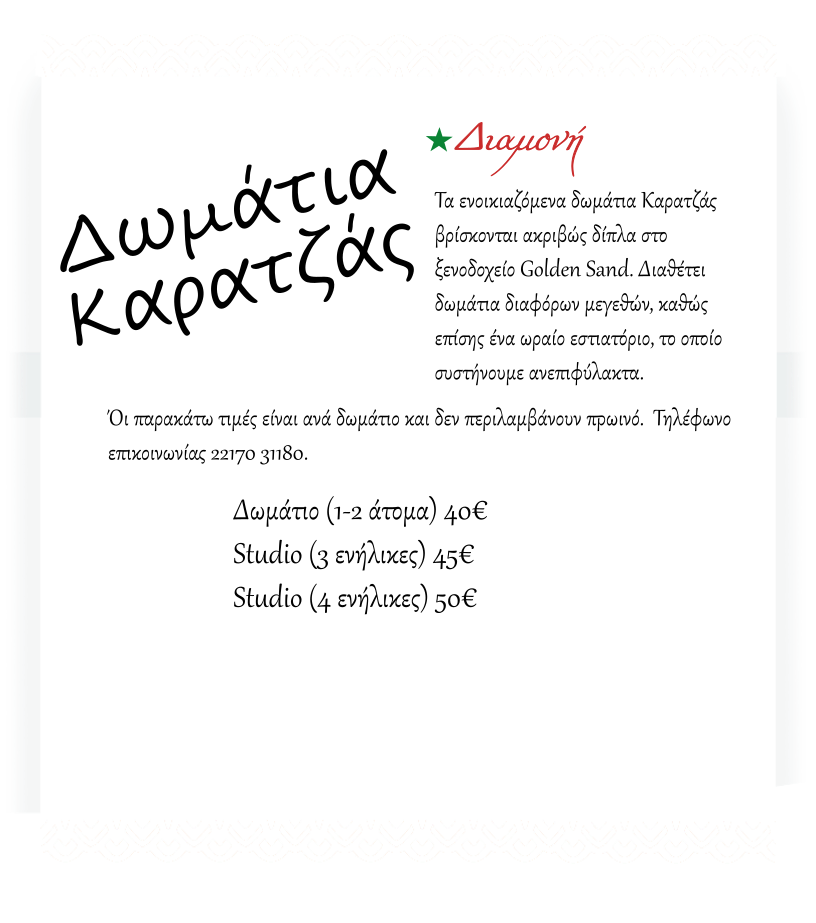 Δωμάτια
Καρατζάς
Διαμονή
Τα ενοικιαζόμενα δωμάτια Καρατζάς
βρίσκονται ακριβώς δίπλα στο
ξενοδοχείο Golden Sand. Διαθέτει
δωμάτια διαφόρων μεγεθών, καθώς
επίσης ένα ωραίο εστιατόριο, το οποίο
συστήνουμε ανεπιφύλακτα.
Όι παρακάτω τιμές είναι ανά δωμάτιο και δεν περιλαμβάνουν πρωινό. Τηλέφωνο
επικοινωνίας 22170 31180.
Δωμάτιο (1-2 άτομα) 40€
Studio (3 ενήλικες) 45€
Studio (4 ενήλικες) 50€